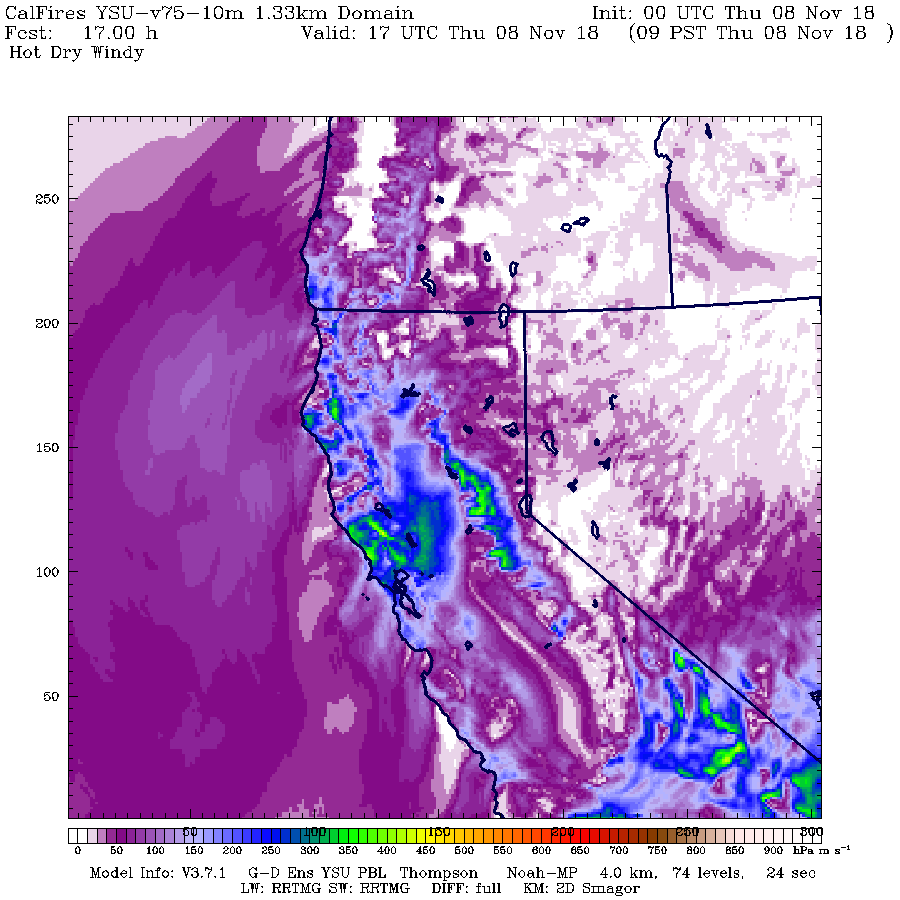 CalFires YSU-v75-10m 1.33km Domain Init: 00 UTC Thu 08 Nov 18
Fcst: 17.00 h Valid: 17 UTC Thu 08 Nov 18 (09 PST Thu 08 Nov 18 )
Hot Dry Windy
250
200
150
100
50
50 100 150 200 250 300
0 50 100 150 200 250 300 350 400 450 500 550 600 650 700 750 800 850 900 hPa m s⁻¹
Model Info: V3.7.1 G-D Ens YSU PBL Thompson Noah-MP 4.0 km, 74 levels, 24 sec
LW: RRTMG SW: RRTMG DIFF: full KM: 2D Smagor